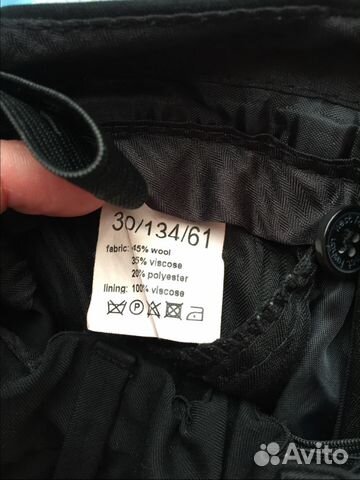 30/134/61
fabric: 45% wool
35% viscose
20% polyester
lining: 100% viscose
P
Avito